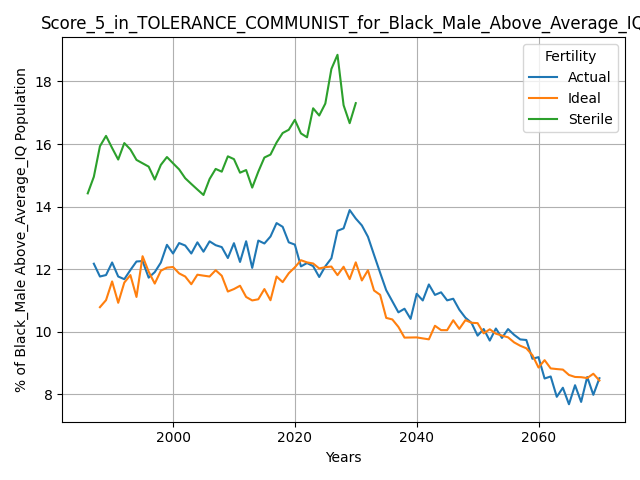 Score_5_in_TOLERANCE_COMMUNIST_for_Black_Male_Above_Average_IQ
% of Black_Male Above_Average_IQ Population
18
16
14
12
10
8
Fertility
Actual
Ideal
Sterile
2000
2020
2040
2060
Years